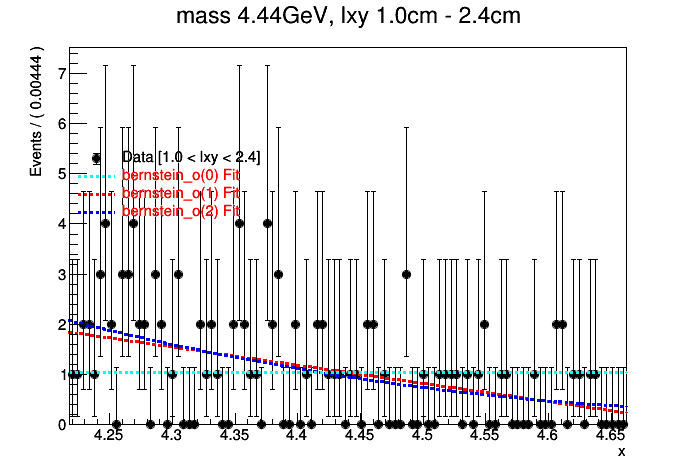 mass 4.44GeV, lxy 1.0cm - 2.4cm
Events / ( 0.00444 )
7
6
5
4
3
2
1
0
Data [1.0 < lxy < 2.4]
bernstein_o(0) Fit
bernstein_o(1) Fit
bernstein_o(2) Fit
4.25 4.3 4.35 4.4 4.45 4.5 4.55 4.6 4.65
x